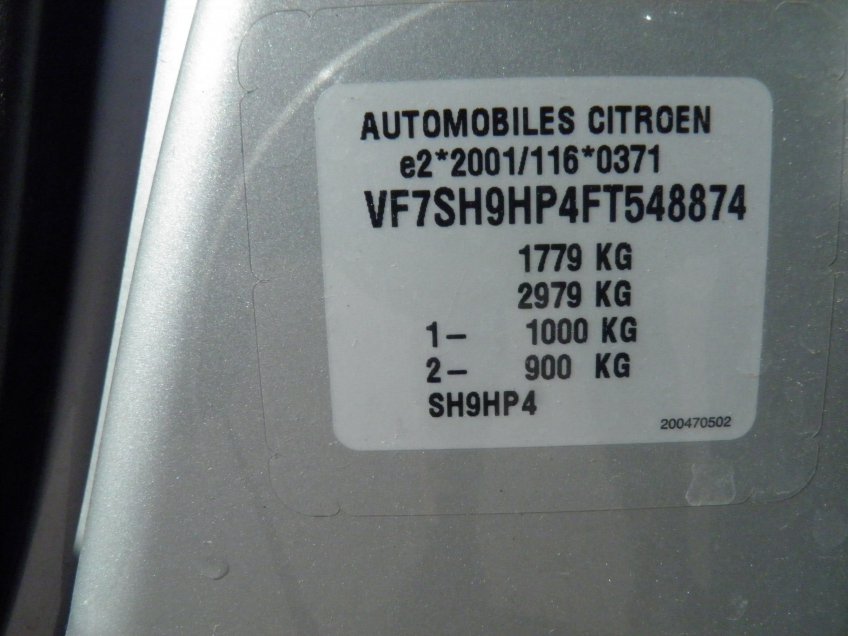 AUTOMOBILES CITROEN
e2*2001/116*0371
VF7SH9HP4FT548874
1779 KG
2979 KG
1- 1000 KG
2- 900 KG
SH9HP4
200470502